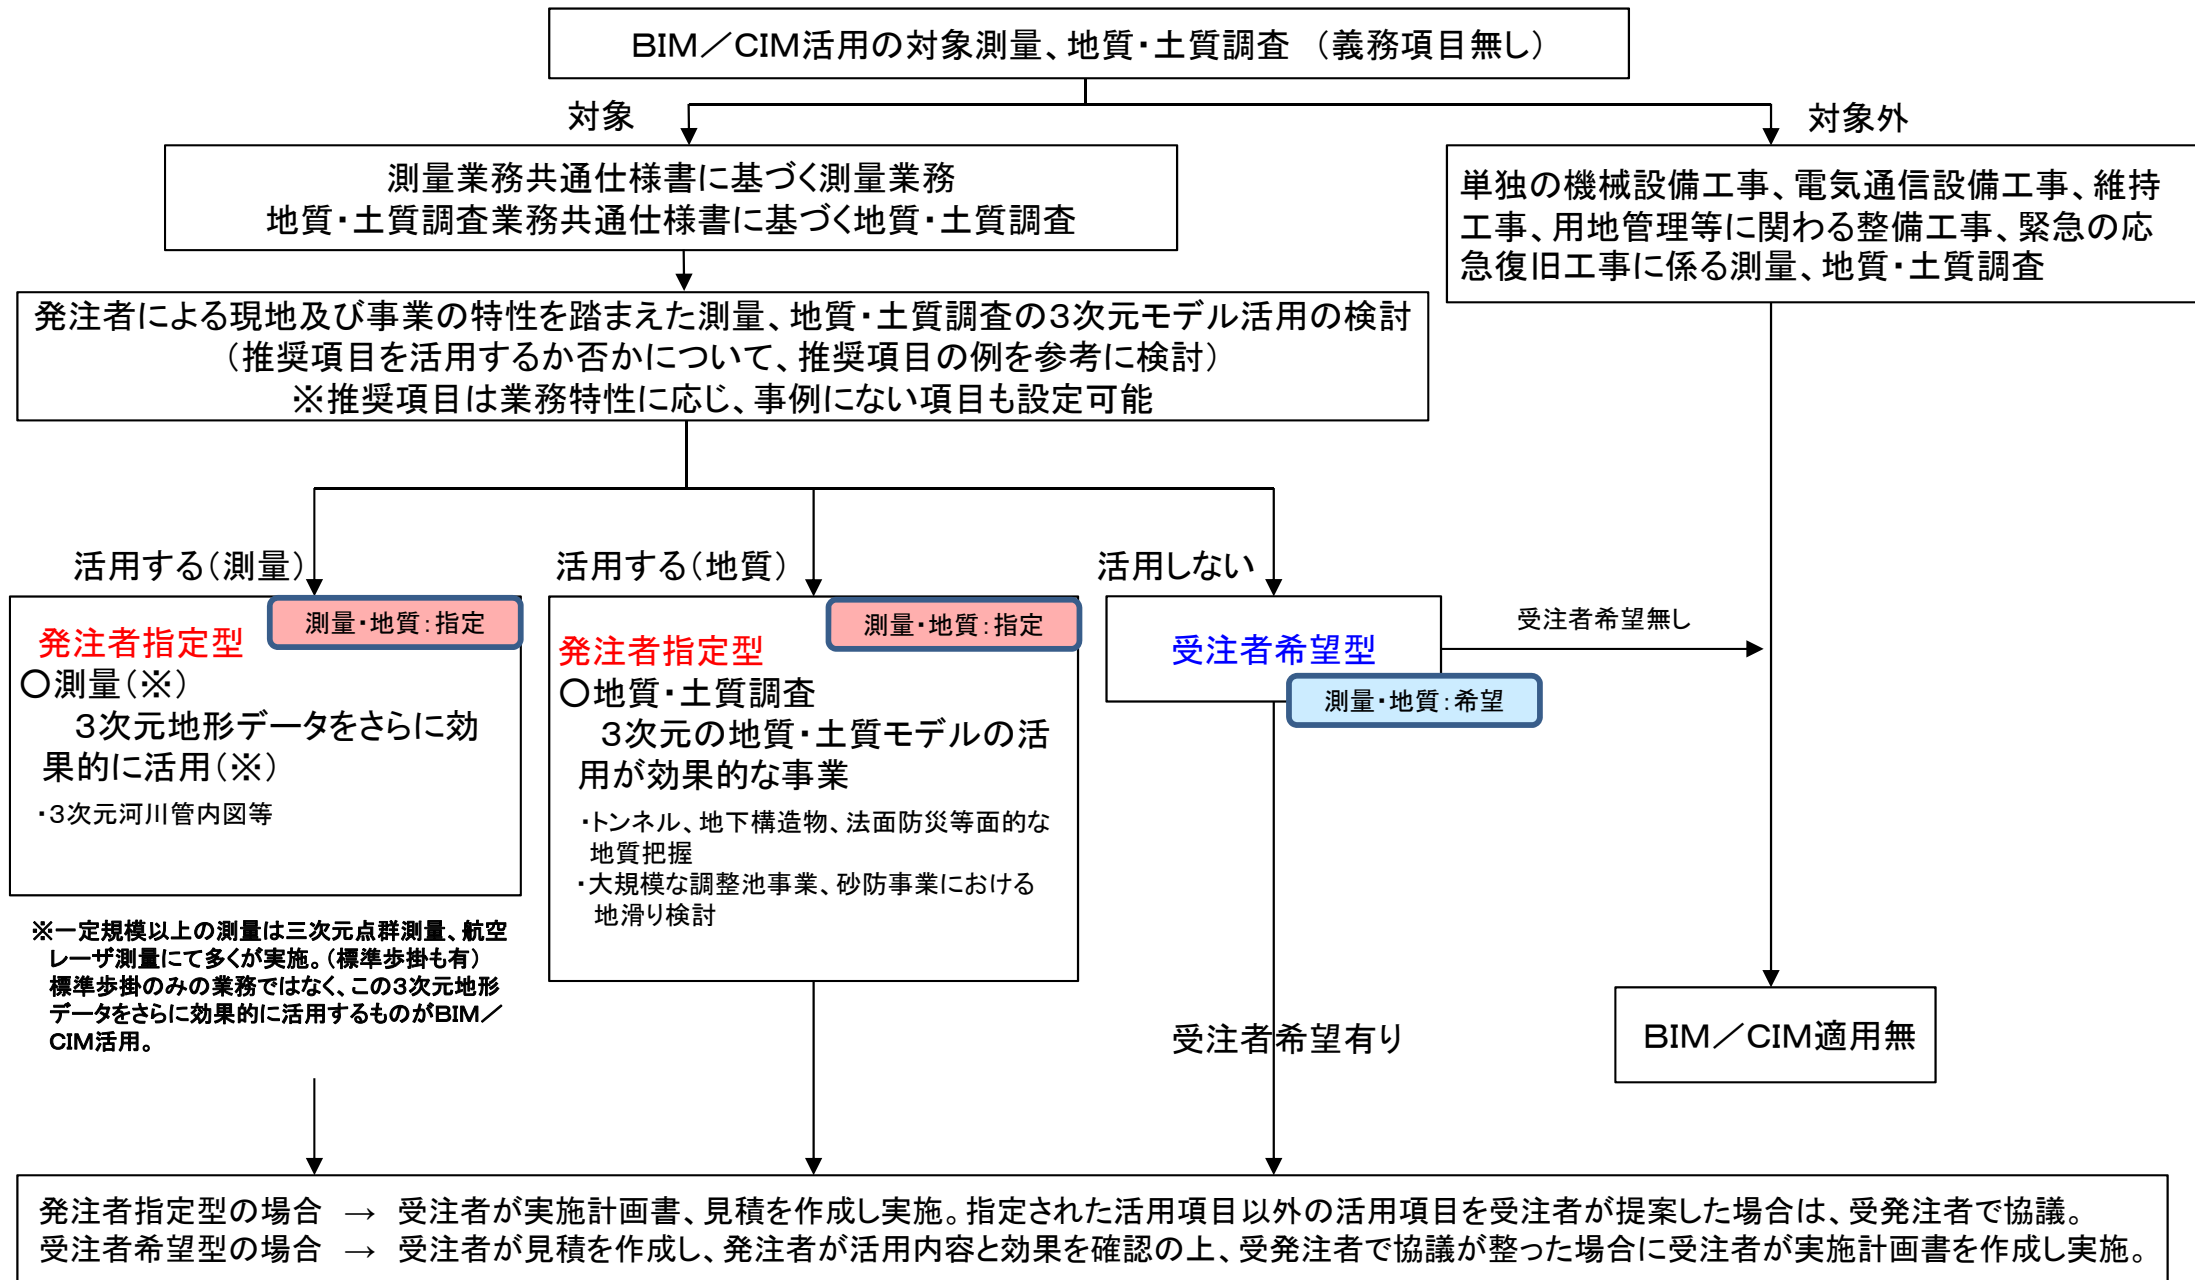 BIM／CIM活用の対象測量、地質・土質調査　（義務項目無し）
対象
対象外
測量業務共通仕様書に基づく測量業務
地質・土質調査業務共通仕様書に基づく地質・土質調査
単独の機械設備工事、電気通信設備工事、維持
工事、用地管理等に関わる整備工事、緊急の応
急復旧工事に係る測量、地質・土質調査
発注者による現地及び事業の特性を踏まえた測量、地質・土質調査の３次元モデル活用の検討
（推奨項目を活用するか否かについて、推奨項目の例を参考に検討）
※推奨項目は業務特性に応じ、事例にない項目も設定可能
活用する（測量）
活用する（地質）
活用しない
測量・地質：指定
発注者指定型
〇測量（※）
３次元地形データをさらに効
果的に活用（※）
・３次元河川管内図等
測量・地質：指定
発注者指定型
〇地質・土質調査
３次元の地質・土質モデルの活
用が効果的な事業
・トンネル、地下構造物、法面防災等面的な
地質把握
・大規模な調整池事業、砂防事業における
地滑り検討
受注者希望型
測量・地質：希望
受注者希望無し
※一定規模以上の測量は三次元点群測量、航空
レーザ測量にて多くが実施。（標準歩掛も有）
標準歩掛のみの業務ではなく、この３次元地形
データをさらに効果的に活用するものがBIM／
CIM活用。
受注者希望有り
BIM／CIM適用無
発注者指定型の場合　→　受注者が実施計画書、見積を作成し実施。指定された活用項目以外の活用項目を受注者が提案した場合は、受発注者で協議。
受注者希望型の場合　→　受注者が見積を作成し、発注者が活用内容と効果を確認の上、受発注者で協議が整った場合に受注者が実施計画書を作成し実施。